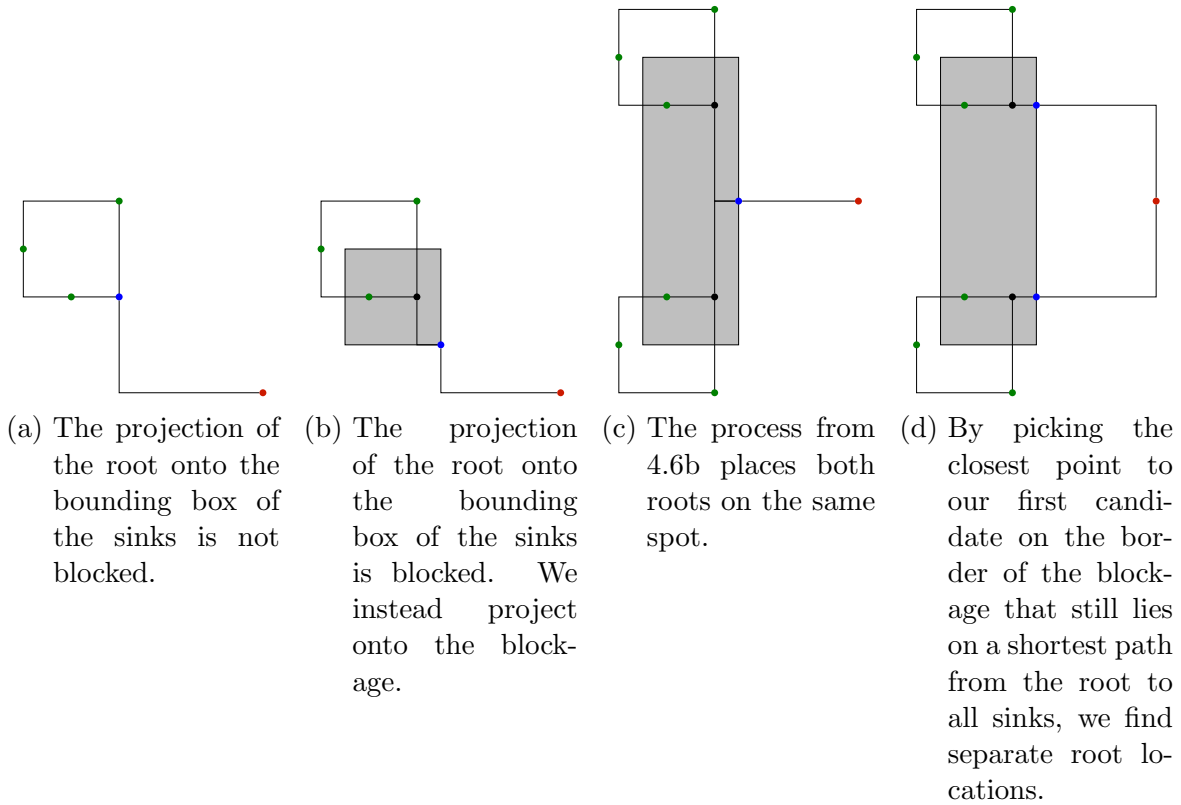 (a) The projection of
the root onto the
bounding box of
the sinks is not
blocked.
(b) The projection
of the root onto
the bounding
box of the sinks
is blocked. We
instead project
onto the block-
age.
(c) The process from
4.6b places both
roots on the same
spot.
(d) By picking the
closest point to
our first candi-
date on the bor-
der of the block-
age that still lies
on a shortest path
from the root to
all sinks, we find
separate root lo-
cations.